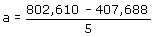 a = (802,610 - 407,688) / 5